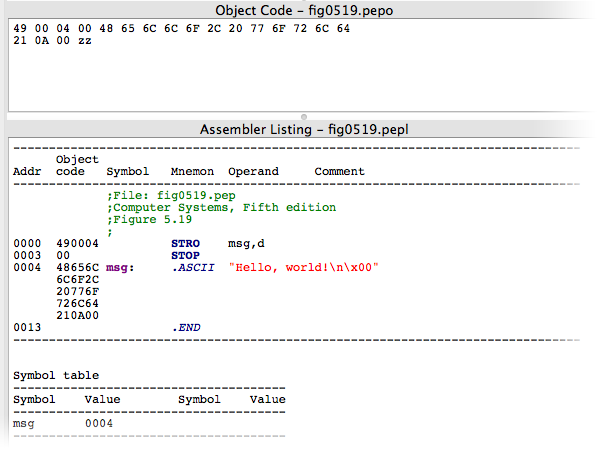 Object Code – fig0519.pepo
49 00 04 00 48 65 6C 6C 6F 2C 20 77 6F 72 6C 64
21 0A 00 zz
Assembler Listing – fig0519.pepl
-------------------------------------------------------------------------------
Object
Addr code Symbol Mnemon Operand Comment
-------------------------------------------------------------------------------
;File: fig0519.pep
;Computer Systems, Fifth edition
;Figure 5.19
;
0000 490004 STRO msg,d
0003 00 STOP
0004 48656C msg: .ASCII "Hello, world!\n\x00"
6C6F2C
20776F
726C64
210A00
0013 .END
-------------------------------------------------------------------------------
Symbol table
--------------------------------------
Symbol Value Symbol Value
--------------------------------------
msg 0004
--------------------------------------